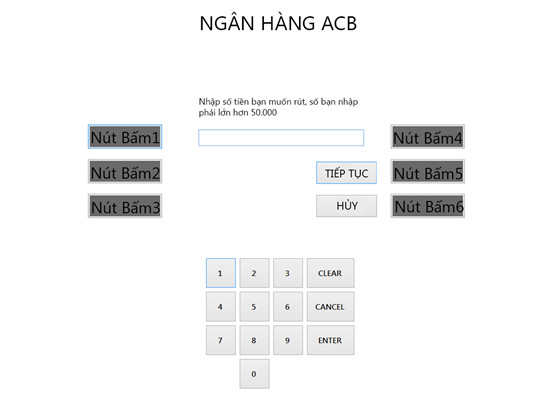 NGÂN HÀNG ACB
Nhập số tiền bạn muốn rút, số bạn nhập
phải lớn hơn 50.000
Nút Bấm1
Nút Bấm4
Nút Bấm2
TIẾP TỤC
Nút Bấm5
Nút Bấm3
HỦY
Nút Bấm6
1 2 3 CLEAR
4 5 6 CANCEL
7 8 9 ENTER
0